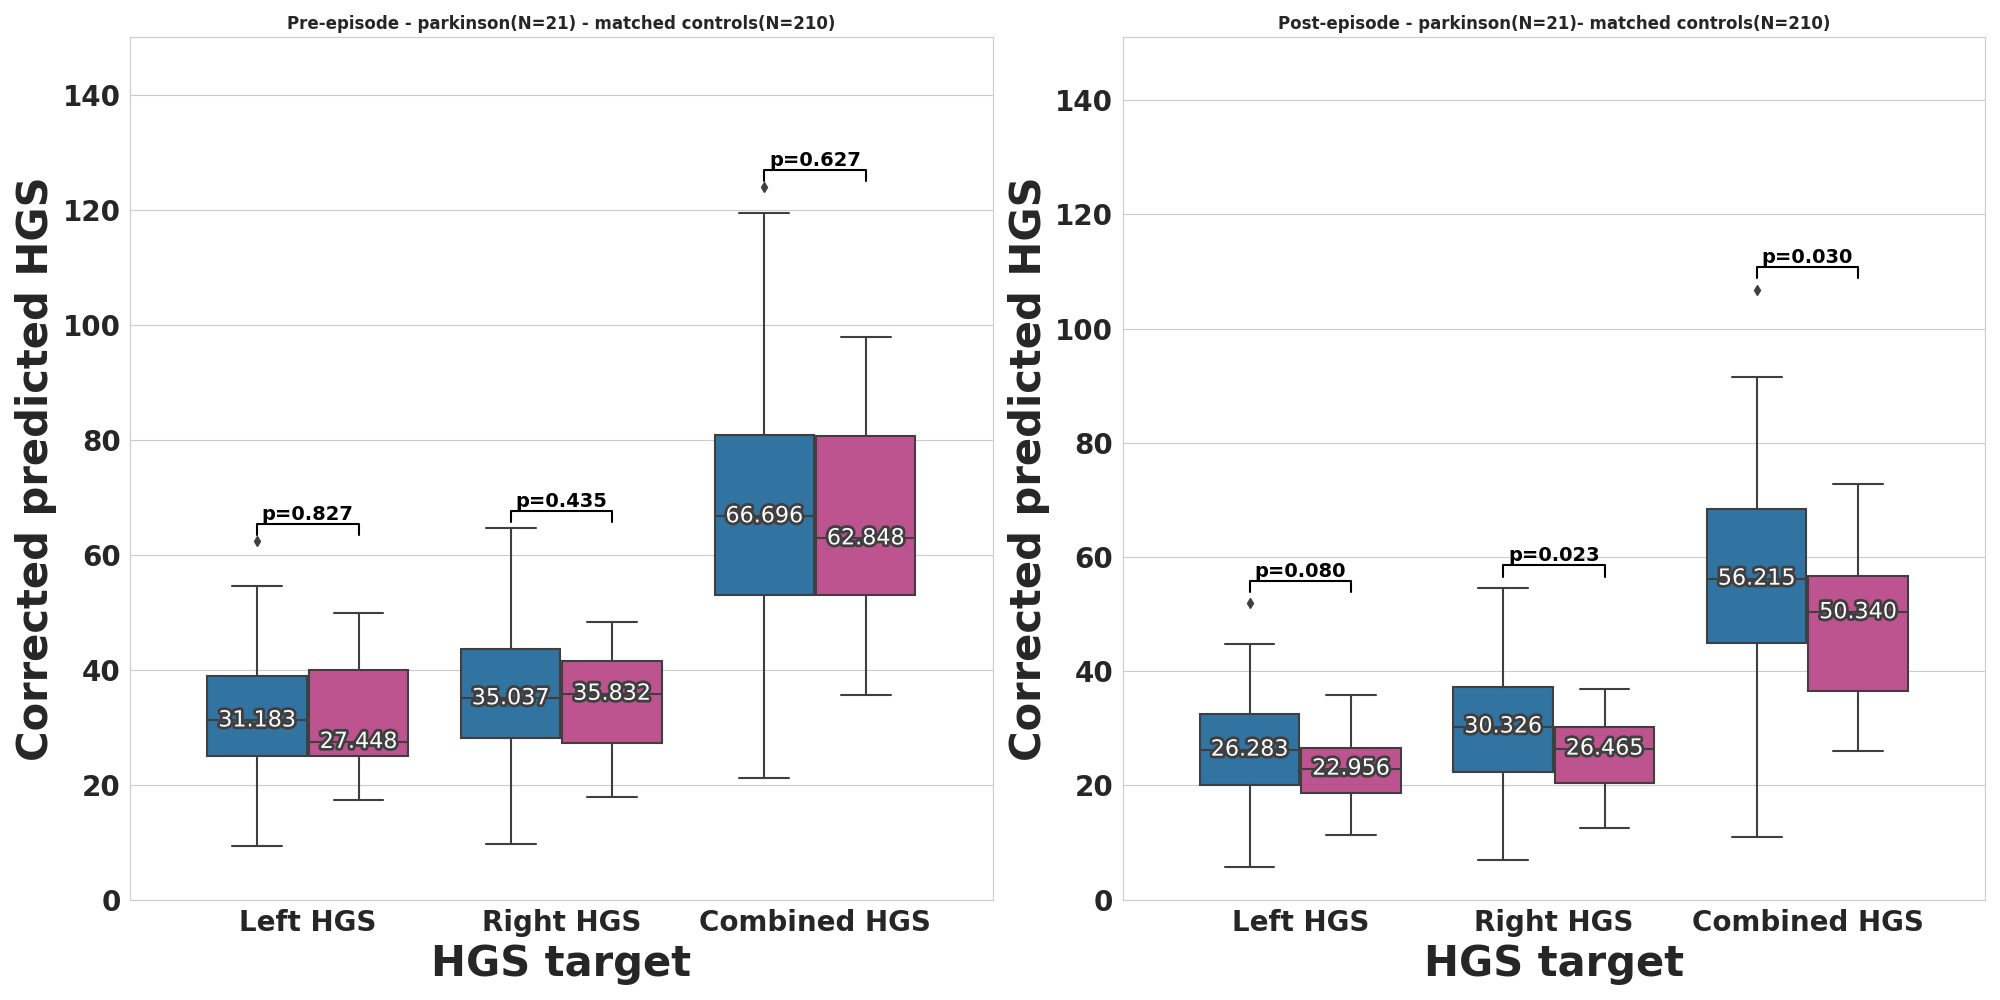 Pre-episode - parkinson(N=21) - matched controls(N=210)
Corrected predicted HGS
140
120
100
80
60
40
20
0
p=0.827
p=0.435
p=0.627
31.183
27.448
35.037
35.832
66.696
62.848
Left HGS
Right HGS
Combined HGS
HGS target
Post-episode - parkinson(N=21)- matched controls(N=210)
Corrected predicted HGS
140
120
100
80
60
40
20
0
p=0.080
p=0.023
p=0.030
26.283
22.956
30.326
26.465
56.215
50.340
Left HGS
Right HGS
Combined HGS
HGS target